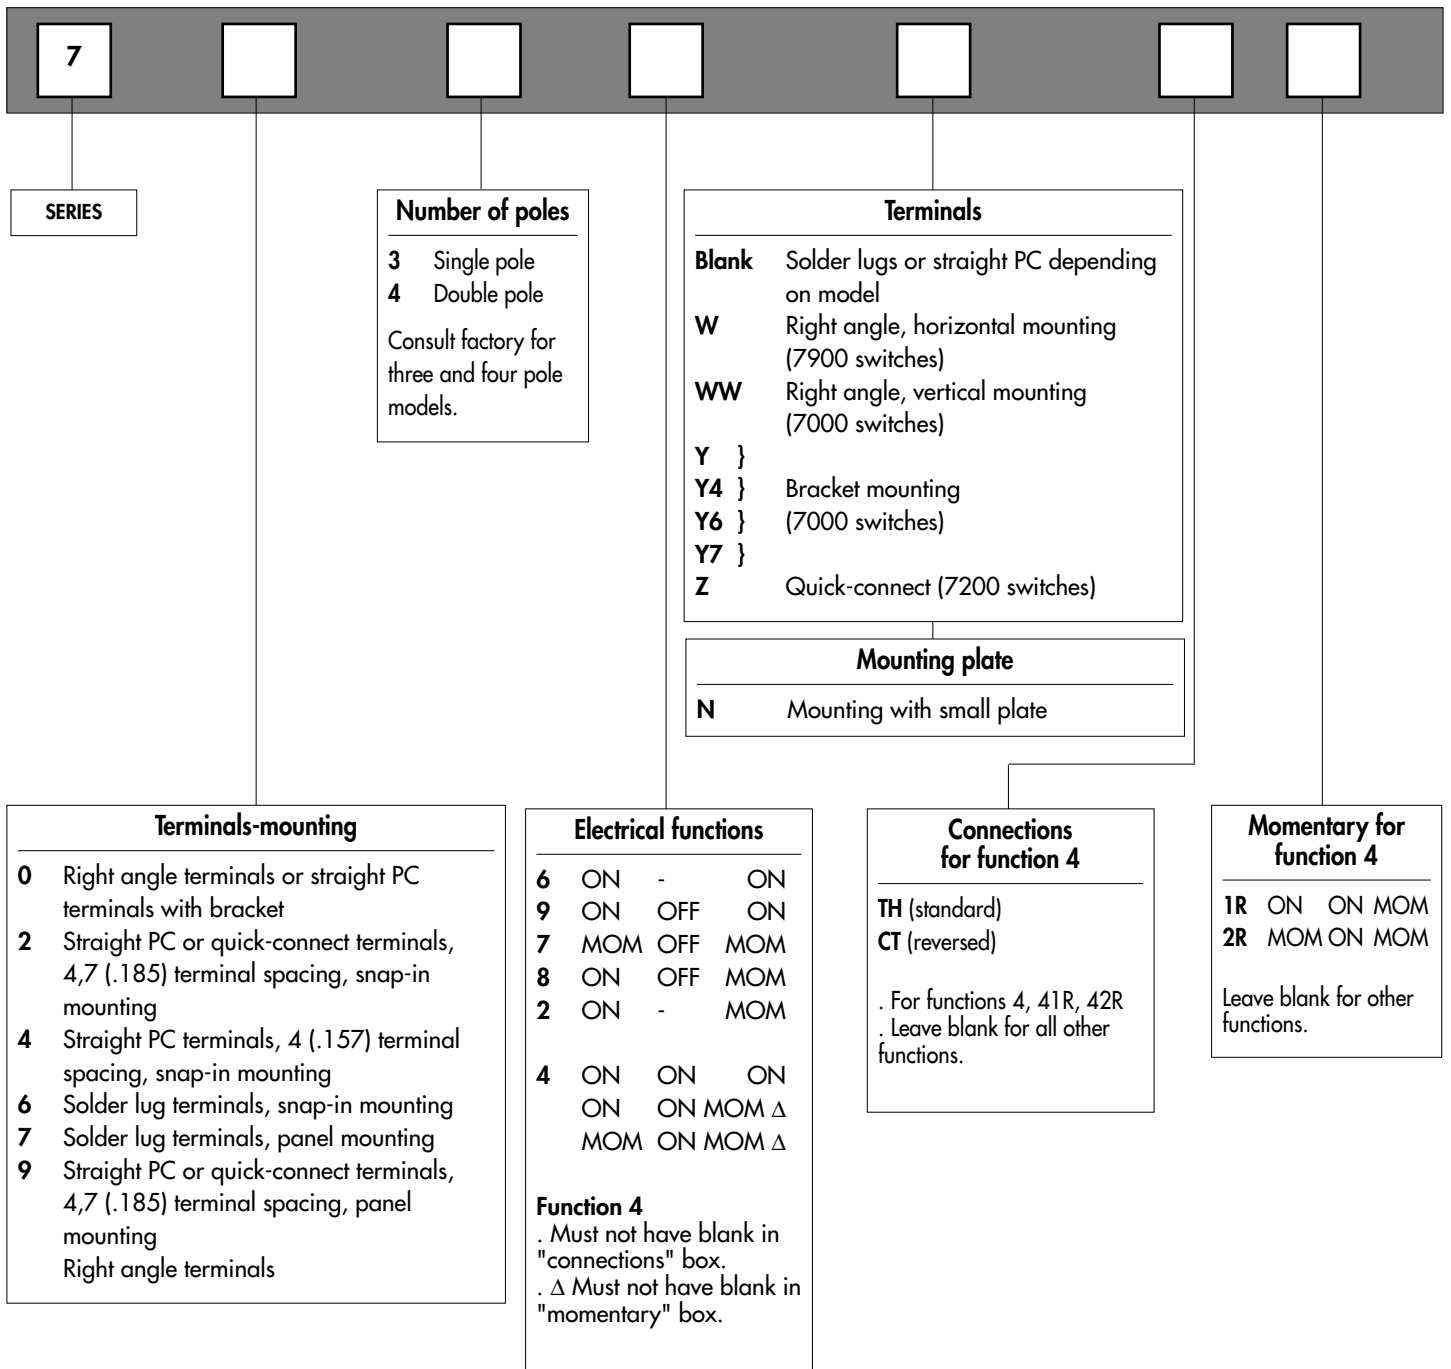 7
SERIES
Number of poles
3 Single pole
4 Double pole
Consult factory for
three and four pole
models.
Terminals
Blank Solder lugs or straight PC depending
on model
W Right angle, horizontal mounting
(7900 switches)
WW Right angle, vertical mounting
(7000 switches)
Y }
Y4 } Bracket mounting
Y6 } (7000 switches)
Y7 }
Z Quick-connect (7200 switches)
Mounting plate
N Mounting with small plate
Terminals-mounting
0 Right angle terminals or straight PC
terminals with bracket
2 Straight PC or quick-connect terminals,
4,7 (.185) terminal spacing, snap-in
mounting
4 Straight PC terminals, 4 (.157) terminal
spacing, snap-in mounting
6 Solder lug terminals, snap-in mounting
7 Solder lug terminals, panel mounting
9 Straight PC or quick-connect terminals,
4,7 (.185) terminal spacing, panel
mounting
Right angle terminals
Electrical functions
6 ON - ON
9 ON OFF ON
7 MOM OFF MOM
8 ON OFF MOM
2 ON - MOM
4 ON ON ON
ON ON MOM Δ
MOM ON MOM Δ
Function 4
. Must not have blank in
"connections" box.
. Δ Must not have blank in
"momentary" box.
Connections
for function 4
TH (standard)
CT (reversed)
. For functions 4, 41R, 42R
. Leave blank for all other
functions.
Momentary for
function 4
1R ON ON MOM
2R MOM ON MOM
Leave blank for other
functions.